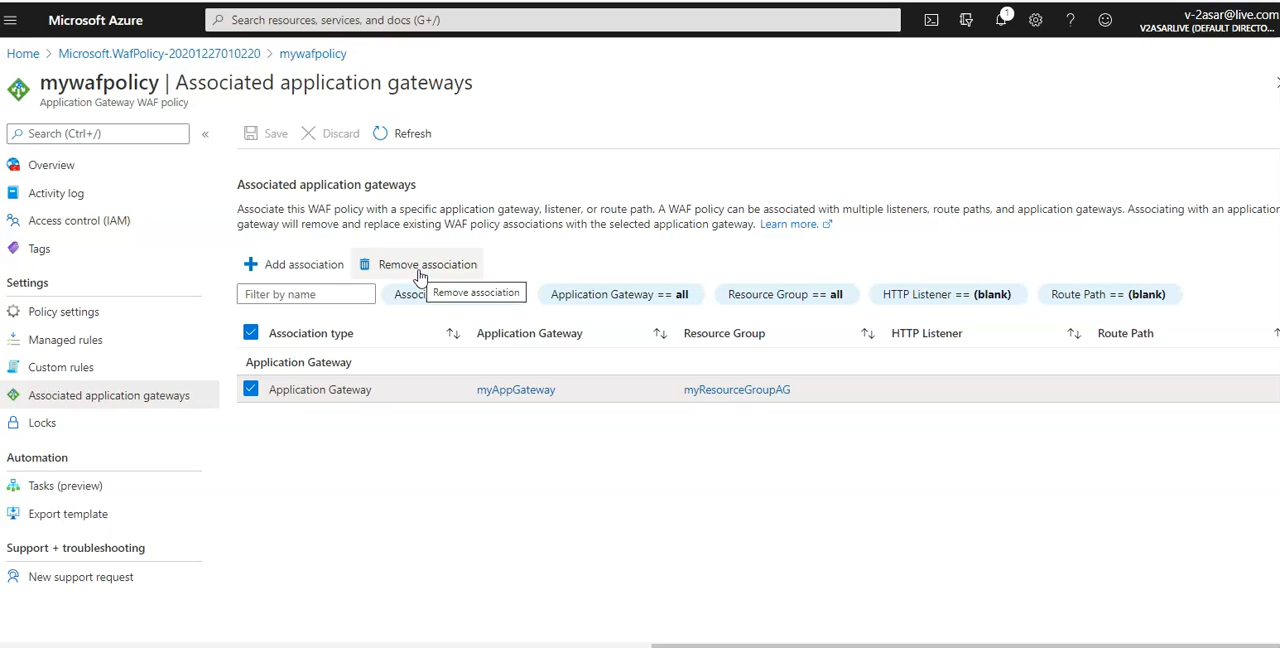 Microsoft Azure
Search resources, services, and docs (G+/)
1
v-2asar@live.com
V2ASARLIVE (DEFAULT DIRECTO...
Home > Microsoft.WafPolicy-20201227010220 > mywafpolicy
mywafpolicy | Associated application gateways
Application Gateway WAF policy
Search (Ctrl+/)
«
Save
Discard
Refresh
Overview
Activity log
Access control (IAM)
Tags
Settings
Policy settings
Managed rules
Custom rules
Associated application gateways
Locks
Automation
Tasks (preview)
Export template
Support + troubleshooting
New support request
Associated application gateways
Associate this WAF policy with a specific application gateway, listener, or route path. A WAF policy can be associated with multiple listeners, route paths, and application gateways. Associating with an application
gateway will remove and replace existing WAF policy associations with the selected application gateway. Learn more.
Add association
Remove association
Filter by name
Associ
Remove association
Application Gateway == all
Resource Group == all
HTTP Listener == (blank)
Route Path == (blank)
Association type
Application Gateway
Resource Group
HTTP Listener
Route Path
Application Gateway
Application Gateway
myAppGateway
myResourceGroupAG